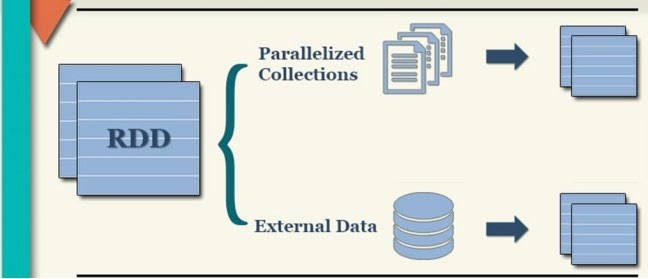 Parallelized
Collections
RDD
External Data